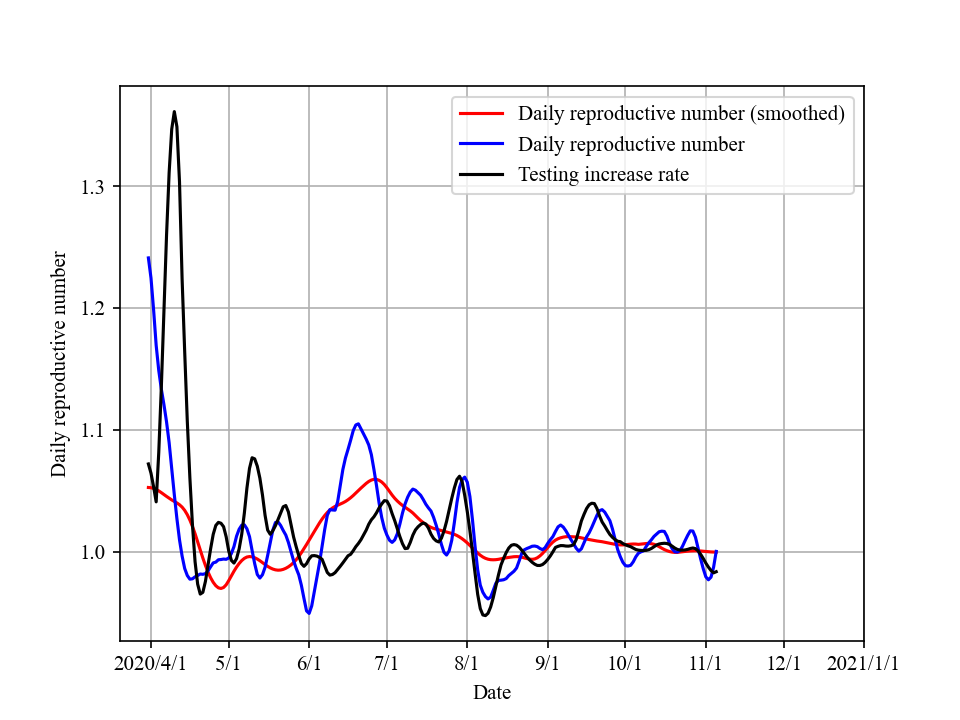 Daily reproductive number (smoothed)
Daily reproductive number
Testing increase rate
Daily reproductive number
1.3
1.2
1.1
1.0
2020/4/1 5/1 6/1 7/1 8/1 9/1 10/1 11/1 12/1 2021/1/1
Date